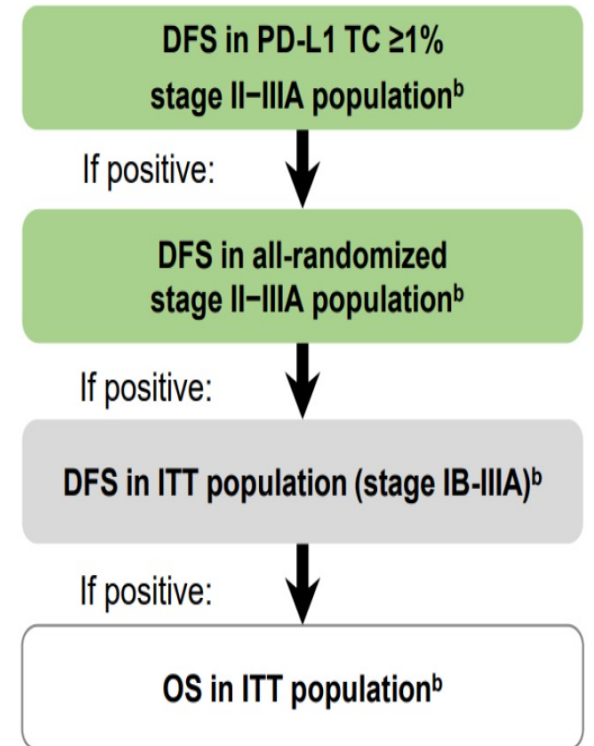 DFS in PD-L1 TC ≥1%
stage II–IIIA populationᵇ
If positive:
DFS in all-randomized
stage II–IIIA populationᵇ
If positive:
DFS in ITT population (stage IB-IIIA)ᵇ
If positive:
OS in ITT populationᵇ